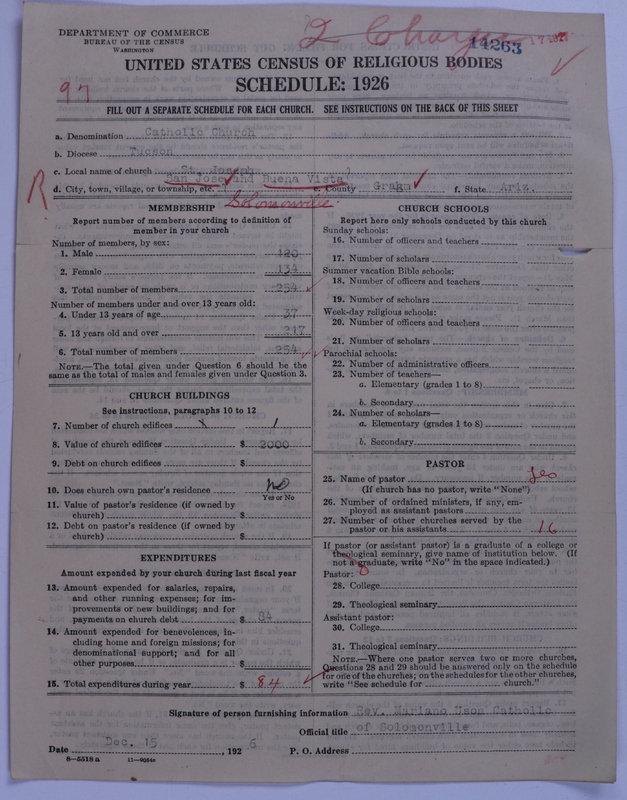 DEPARTMENT OF COMMERCE
BUREAU OF THE CENSUS
WASHINGTON
2 Churches
14263
UNITED STATES CENSUS OF RELIGIOUS BODIES
SCHEDULE: 1926
97
FILL OUT A SEPARATE SCHEDULE FOR EACH CHURCH. SEE INSTRUCTIONS ON THE BACK OF THIS SHEET
a. Denomination Catholic Church
b. Diocese Tucson
c. Local name of church St. Joseph
d. City, town, village, or township, etc. San Jose and Buena Vista e. County Graham f. State Ariz.
R
Solomonville
MEMBERSHIP
Report number of members according to definition of
member in your church
Number of members, by sex:
1. Male 120
2. Female 134
3. Total number of members 254
Number of members under and over 13 years old:
4. Under 13 years of age 37
5. 13 years old and over 217
6. Total number of members 254
NOTE.—The total given under Question 6 should be the
same as the total of males and females given under Question 3.
CHURCH BUILDINGS
See instructions, paragraphs 10 to 12
7. Number of church edifices 1
8. Value of church edifices $ 2000
9. Debt on church edifices $
10. Does church own pastor's residence no
Yes or No
11. Value of pastor's residence (if owned by
church) $
12. Debt on pastor's residence (if owned by
church) $
EXPENDITURES
Amount expended by your church during last fiscal year
13. Amount expended for salaries, repairs,
and other running expenses; for im-
provements or new buildings; and for
payments on church debt $ 84
14. Amount expended for benevolences, in-
cluding home and foreign missions; for
denominational support; and for all
other purposes $
15. Total expenditures during year $ 84
CHURCH SCHOOLS
Report here only schools conducted by this church
Sunday schools:
16. Number of officers and teachers
17. Number of scholars
Summer vacation Bible schools:
18. Number of officers and teachers
19. Number of scholars
Week-day religious schools:
20. Number of officers and teachers
21. Number of scholars
Parochial schools:
22. Number of administrative officers
23. Number of teachers—
a. Elementary (grades 1 to 8)
b. Secondary
24. Number of scholars—
a. Elementary (grades 1 to 8)
b. Secondary
PASTOR
25. Name of pastor
(If church has no pastor, write "None")
26. Number of ordained ministers, if any, em-
ployed as assistant pastors
27. Number of other churches served by the
pastor or his assistants 16
If pastor (or assistant pastor) is a graduate of a college or
theological seminary, give name of institution below. (If
not a graduate, write "No" in the space indicated.)
Pastor:
28. College
29. Theological seminary
Assistant pastor:
30. College
31. Theological seminary
NOTE.—Where one pastor serves two or more churches,
Questions 28 and 29 should be answered only on the schedule
for one of the churches; on the schedules for the other churches,
write "See schedule for church."
Signature of person furnishing information Rev. Mariano Uson Catholic
Official title of Solomonville
Date Dec. 15, 1926 P. O. Address
8—5518 a 11—9054a